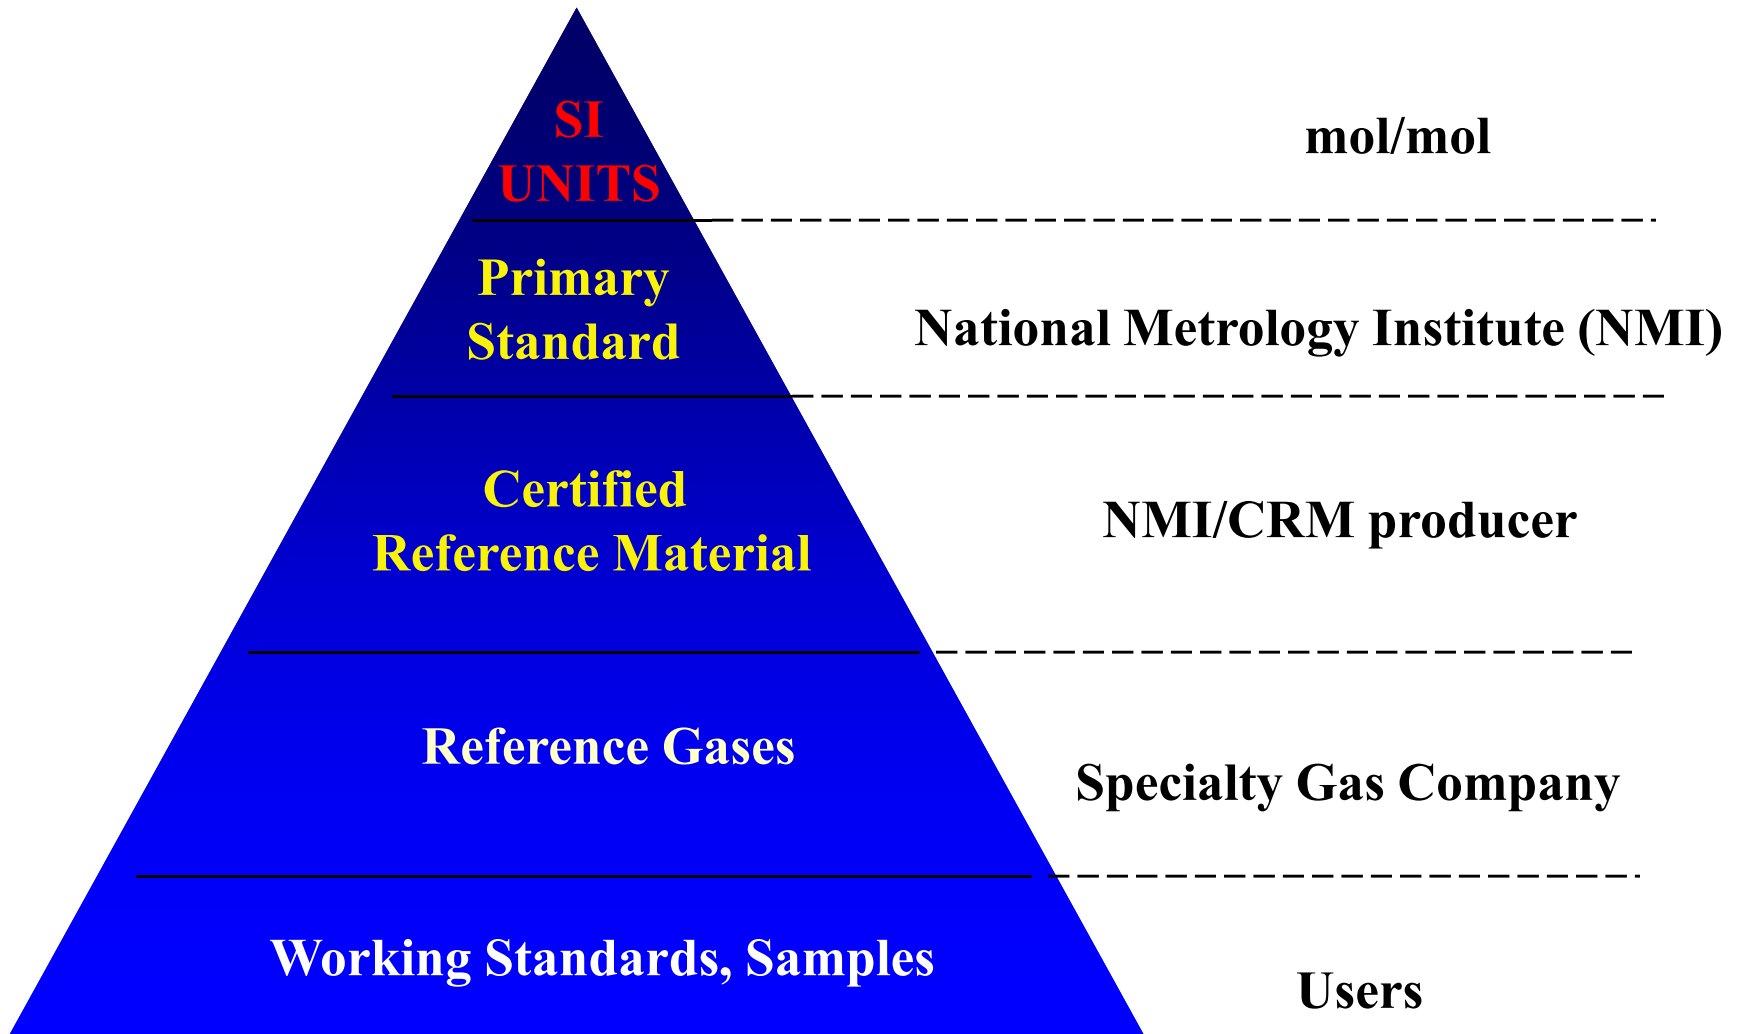 SI
UNITS
mol/mol
Primary
Standard
National Metrology Institute (NMI)
Certified
Reference Material
NMI/CRM producer
Reference Gases
Specialty Gas Company
Working Standards, Samples
Users